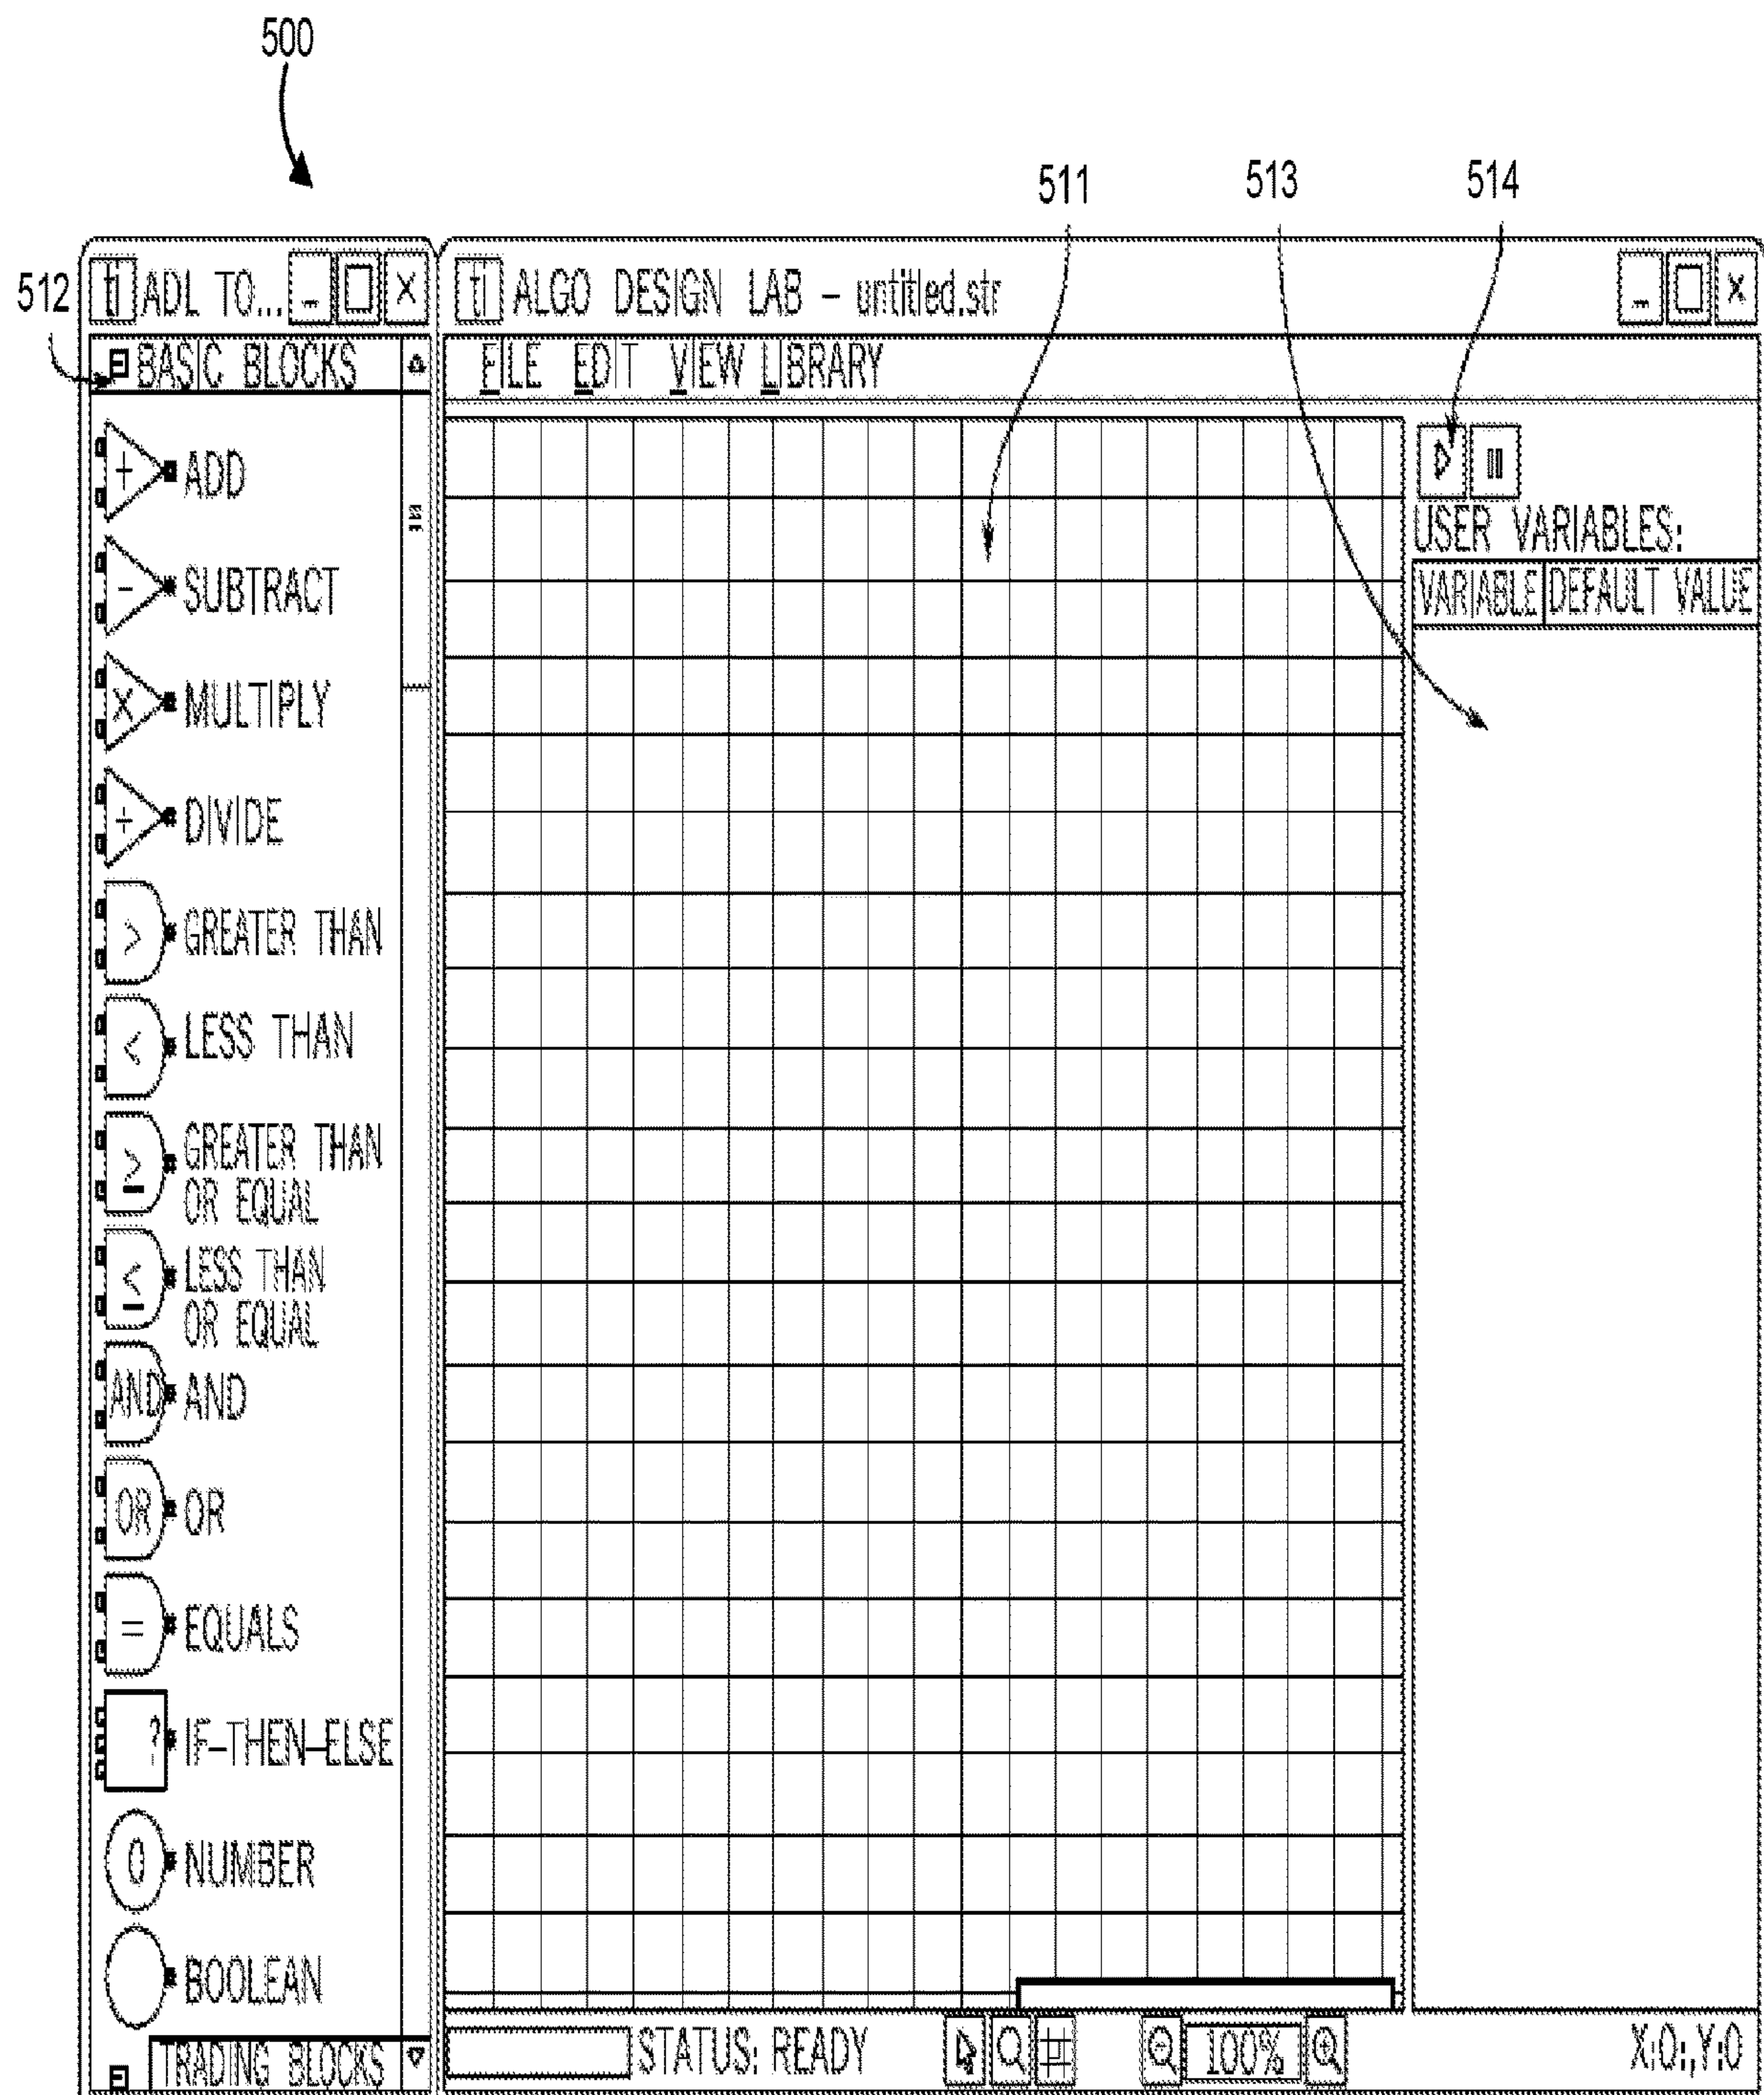 500
511 513 514
512
ADL TO...
ALGO DESIGN LAB – untitled.str
BASIC BLOCKS
FILE EDIT VIEW LIBRARY
+ ADD
- SUBTRACT
X MULTIPLY
÷ DIVIDE
> GREATER THAN
< LESS THAN
≥ GREATER THAN
OR EQUAL
≤ LESS THAN
OR EQUAL
AND AND
OR OR
= EQUALS
? IF–THEN–ELSE
0 NUMBER
BOOLEAN
TRADING BLOCKS
USER VARIABLES:
VARIABLE DEFAULT VALUE
STATUS: READY
100%
X:0:,Y:0